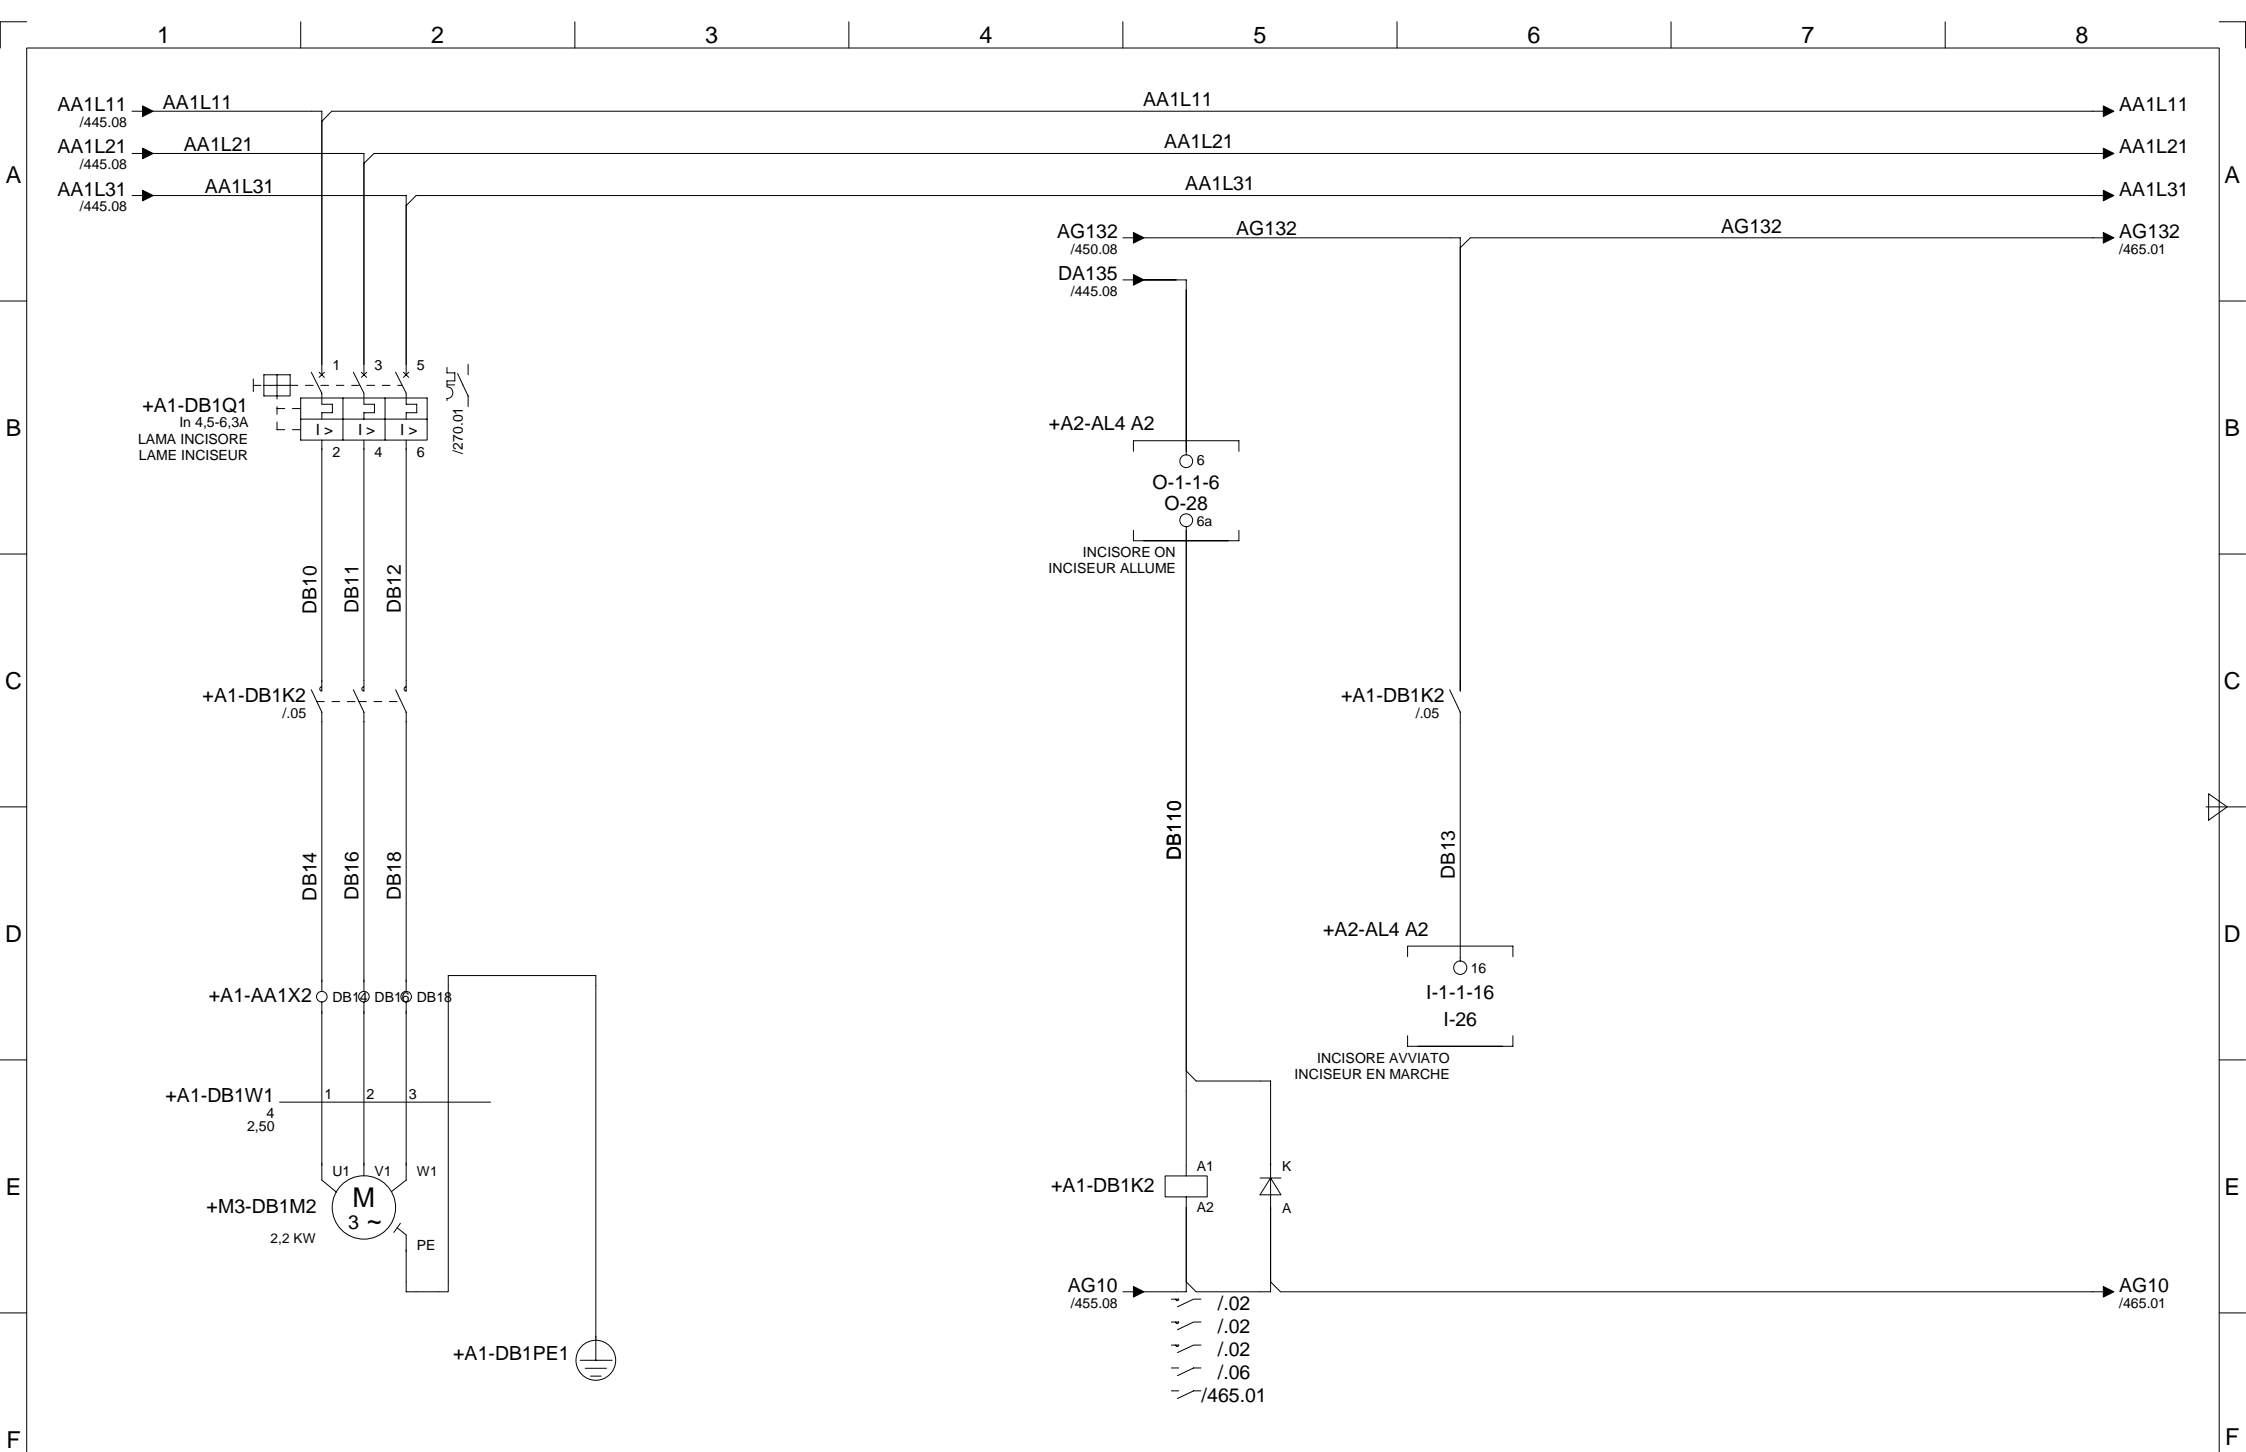 1 2 3 4 5 6 7 8
AA1L11 AA1L11 AA1L11 AA1L11
/445.08
AA1L21 AA1L21 AA1L21 AA1L21
/445.08
A A
AA1L31 AA1L31 AA1L31 AA1L31
/445.08
AG132 AG132 AG132 AG132
/450.08 /465.01
DA135
/445.08
1 3 5
+A1-DB1Q1
In 4,5-6,3A
LAMA INCISORE
LAME INCISEUR
I > I > I >
2 4 6
/270.01
B B
+A2-AL4 A2
6
O-1-1-6
O-28
6a
INCISORE ON
INCISEUR ALLUME
DB10 DB11 DB12
C C
+A1-DB1K2 +A1-DB1K2
/.05 /.05
DB110
DB13
DB14 DB16 DB18
D D
+A2-AL4 A2
16
I-1-1-16
I-26
INCISORE AVVIATO
INCISEUR EN MARCHE
+A1-AA1X2 DB14 DB16 DB18
+A1-DB1W1 1 2 3
4
2,50
U1 V1 W1
M
3 ~
+M3-DB1M2
2,2 KW
PE
A1 K
+A1-DB1K2
A2 A
E E
AG10 AG10
/455.08 /465.01
/.02
/.02
/.02
/.06
/465.01
+A1-DB1PE1
F F